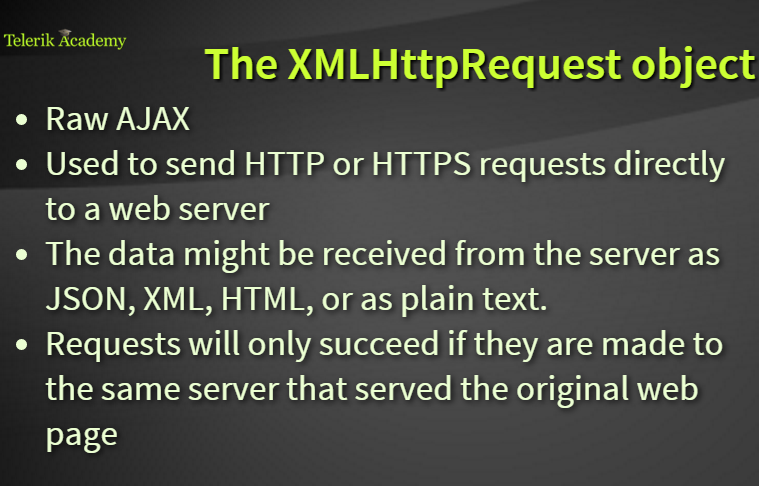 Telerik Academy
The XMLHttpRequest object
• Raw AJAX
• Used to send HTTP or HTTPS requests directly
to a web server
• The data might be received from the server as
JSON, XML, HTML, or as plain text.
• Requests will only succeed if they are made to
the same server that served the original web
page